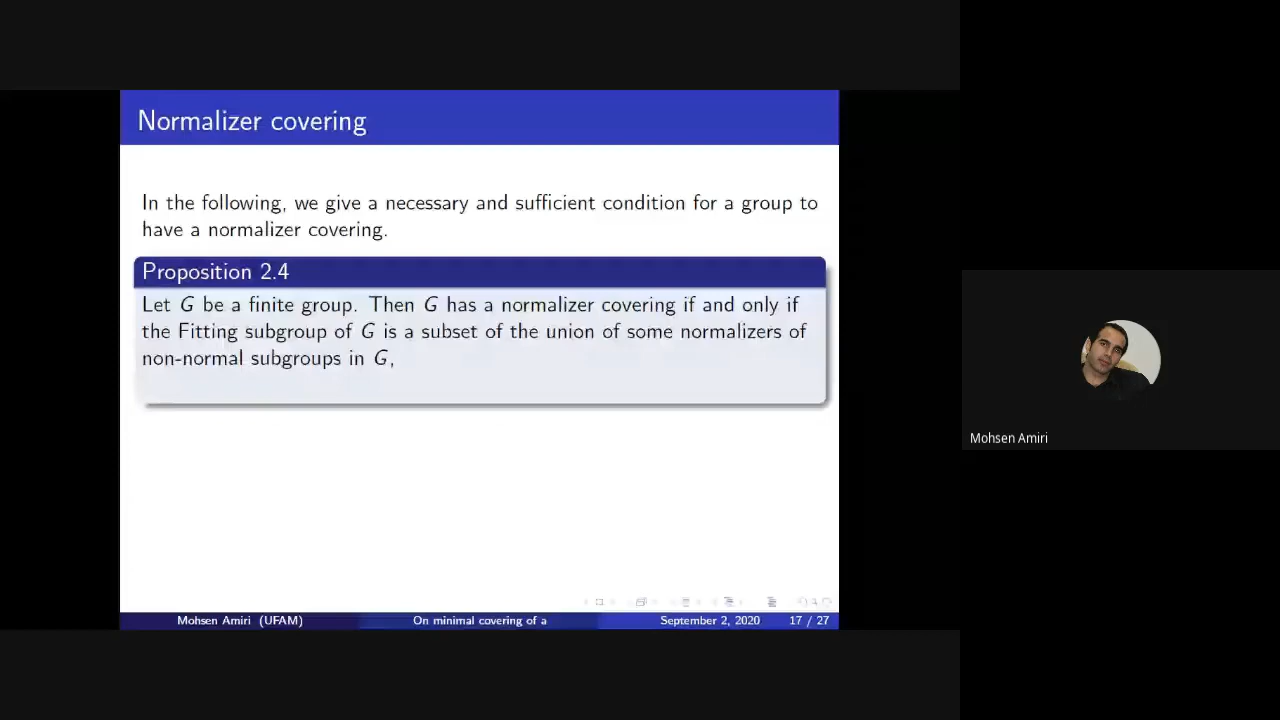 Normalizer covering
In the following, we give a necessary and sufficient condition for a group to
have a normalizer covering.
Proposition 2.4
Let G be a finite group. Then G has a normalizer covering if and only if
the Fitting subgroup of G is a subset of the union of some normalizers of
non-normal subgroups in G,
Mohsen Amiri
Mohsen Amiri (UFAM) On minimal covering of a September 2, 2020 17 / 27